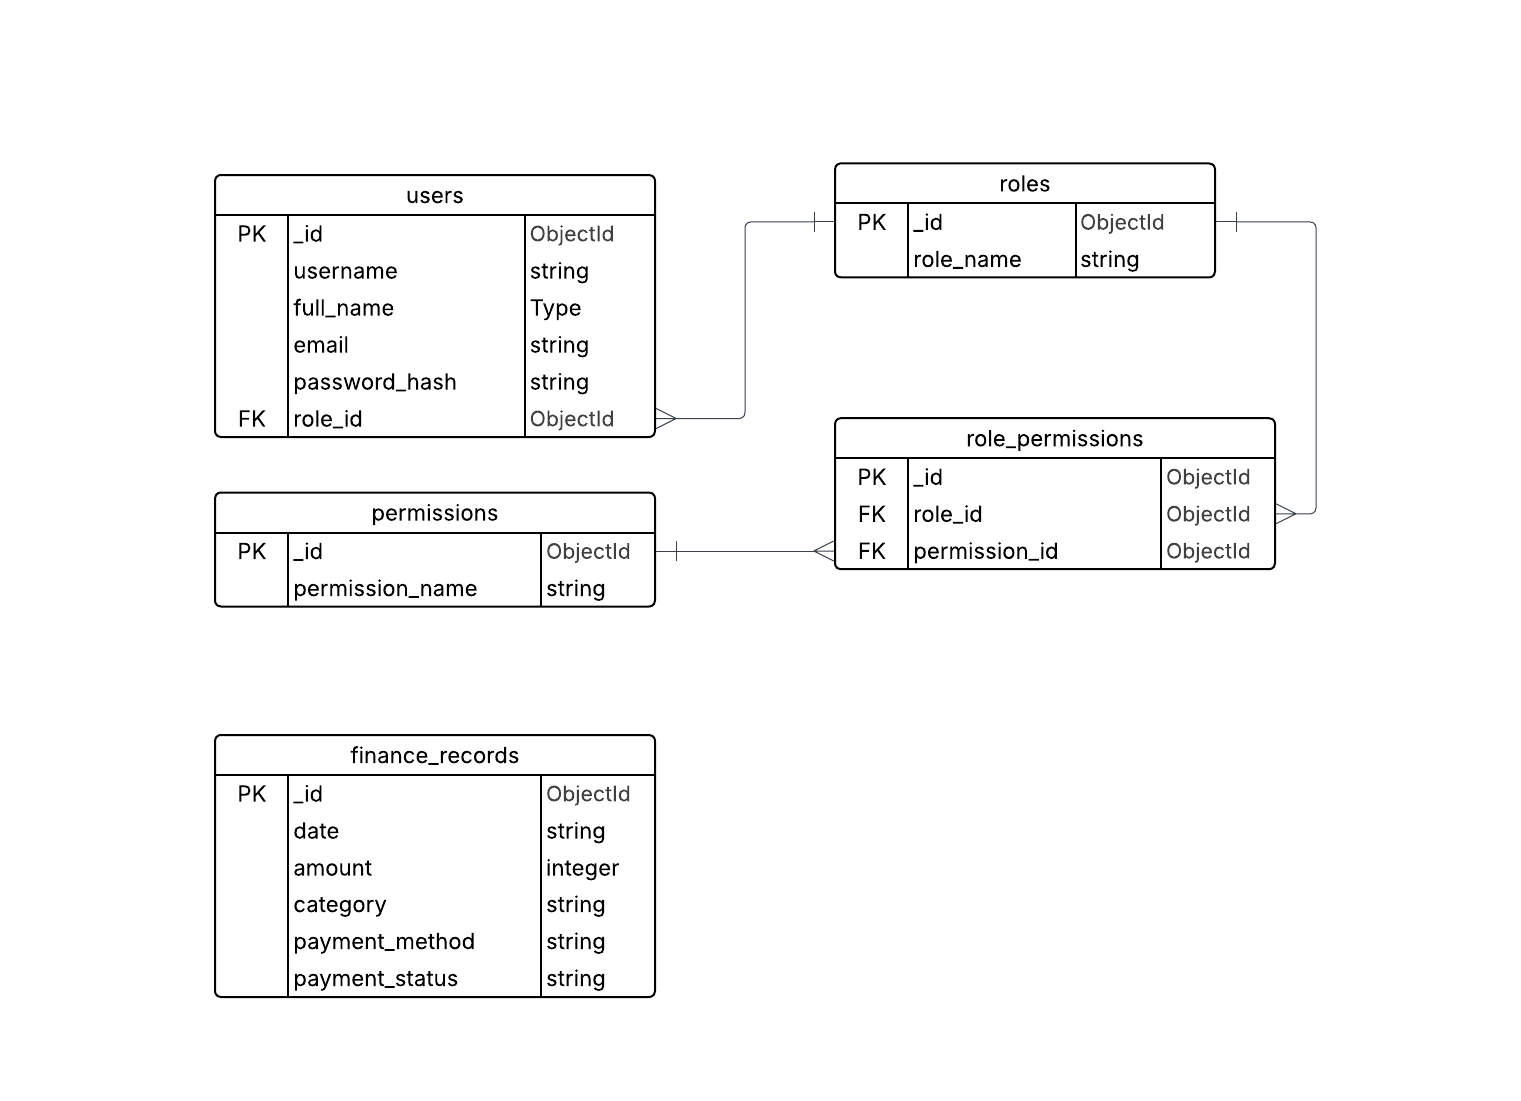 users
PK _id ObjectId
username string
full_name Type
email string
password_hash string
FK role_id ObjectId
roles
PK _id ObjectId
role_name string
permissions
PK _id ObjectId
permission_name string
role_permissions
PK _id ObjectId
FK role_id ObjectId
FK permission_id ObjectId
finance_records
PK _id ObjectId
date string
amount integer
category string
payment_method string
payment_status string